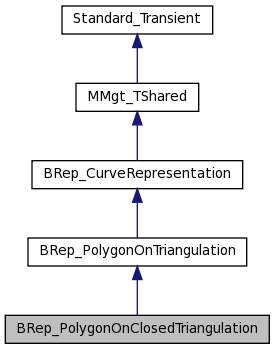 Standard_Transient
MMgt_TShared
BRep_CurveRepresentation
BRep_PolygonOnTriangulation
BRep_PolygonOnClosedTriangulation